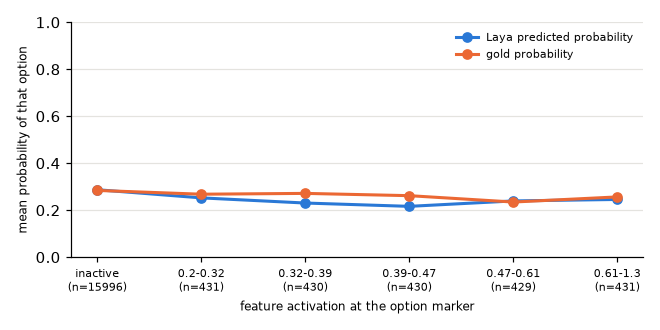 1.0
0.8
0.6
0.4
0.2
0.0
mean probability of that option
Laya predicted probability
gold probability
inactive
(n=15996)
0.2-0.32
(n=431)
0.32-0.39
(n=430)
0.39-0.47
(n=430)
0.47-0.61
(n=429)
0.61-1.3
(n=431)
feature activation at the option marker